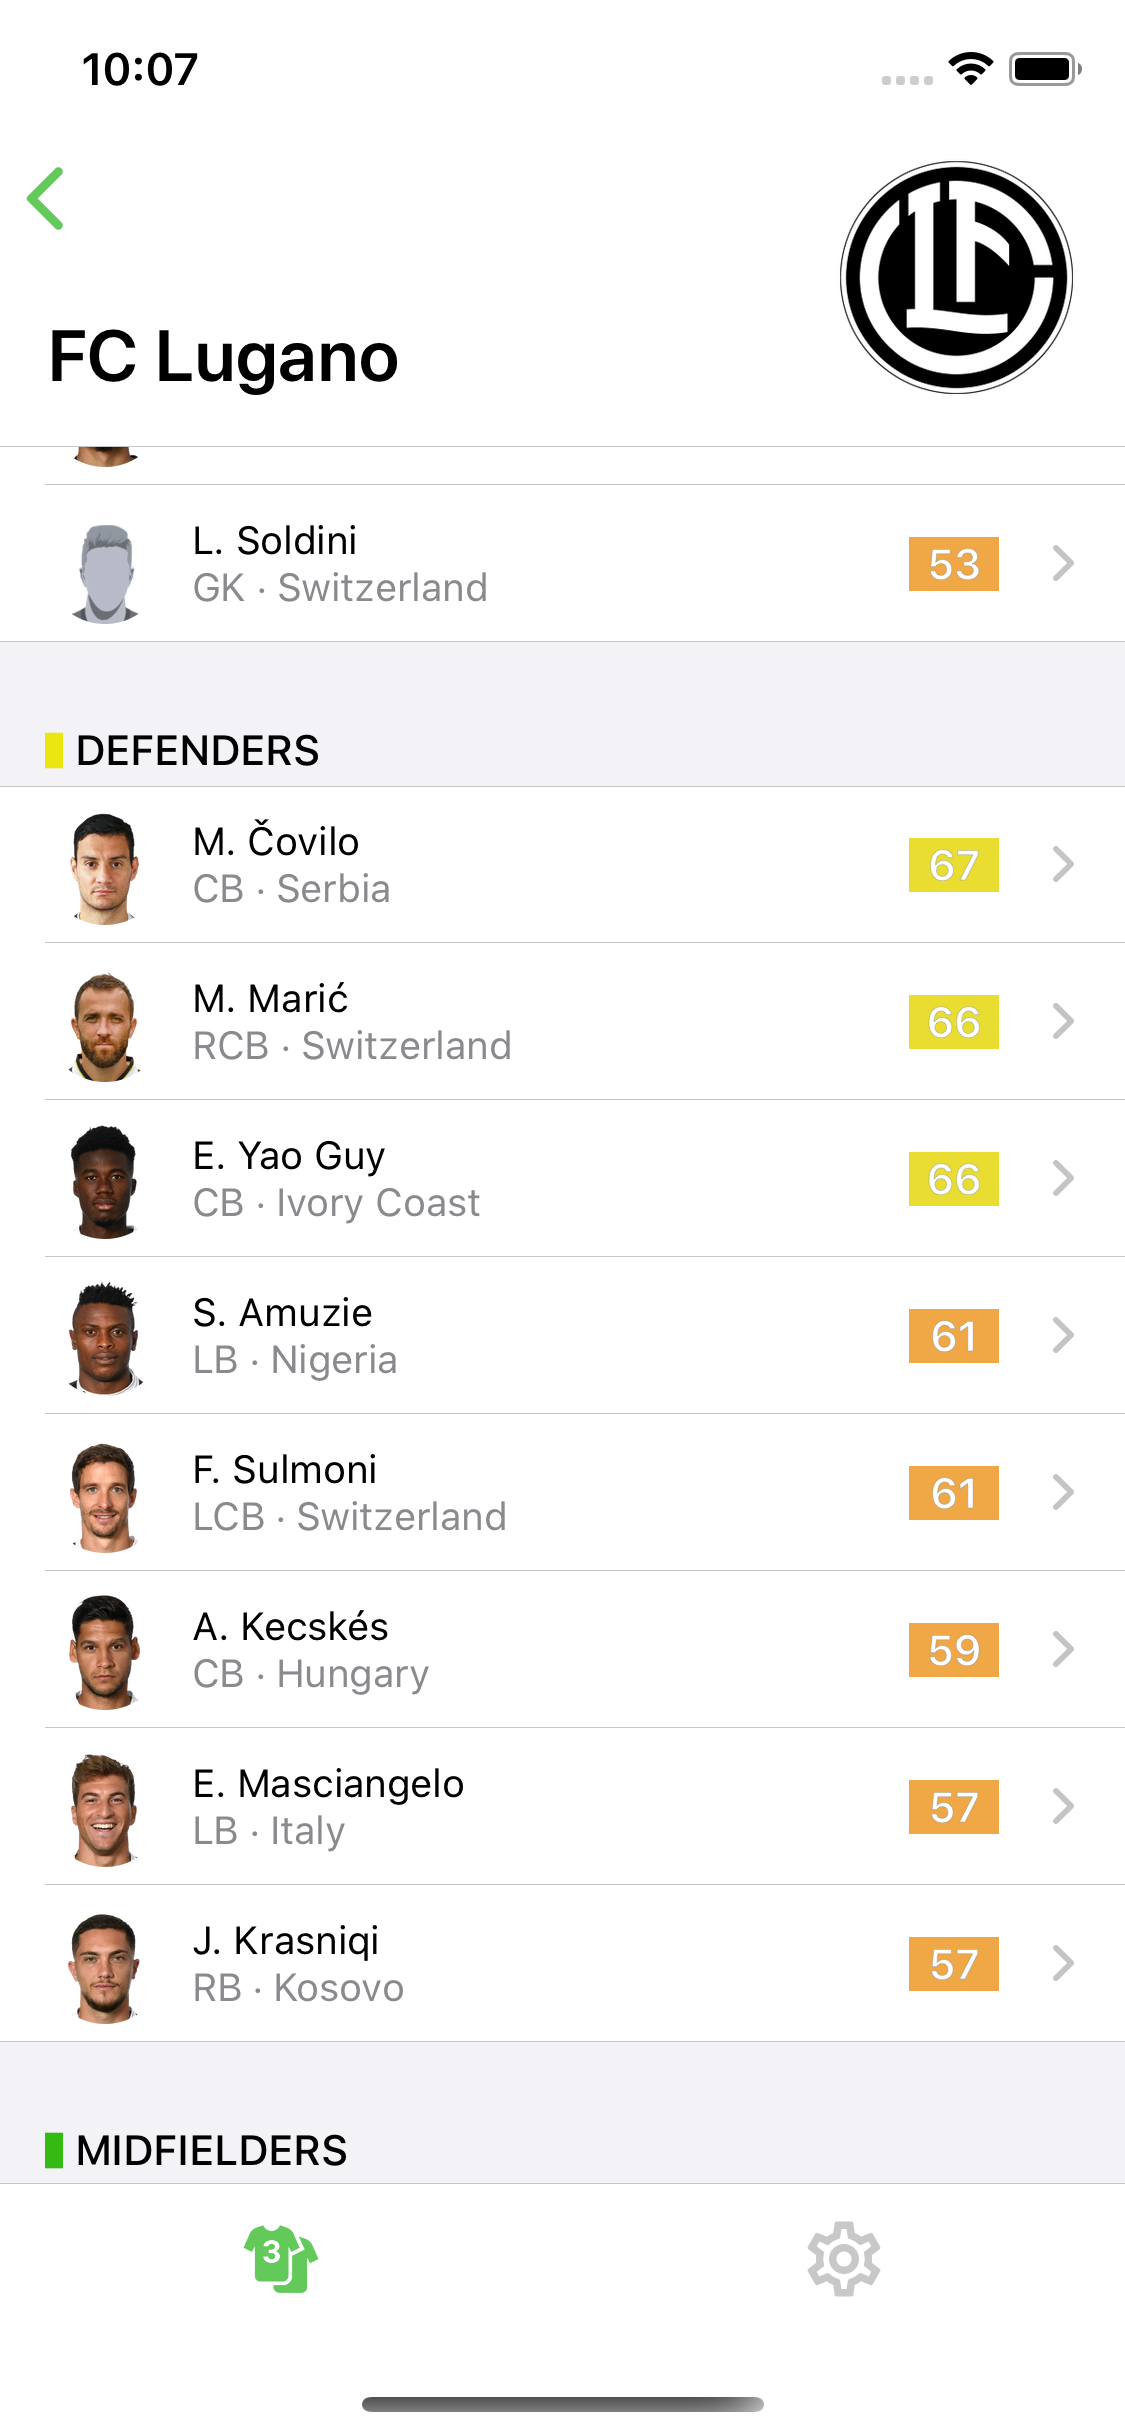 10:07
FC Lugano
L. Soldini
GK · Switzerland
53
DEFENDERS
M. Čovilo
CB · Serbia
67
M. Marić
RCB · Switzerland
66
E. Yao Guy
CB · Ivory Coast
66
S. Amuzie
LB · Nigeria
61
F. Sulmoni
LCB · Switzerland
61
A. Kecskés
CB · Hungary
59
E. Masciangelo
LB · Italy
57
J. Krasniqi
RB · Kosovo
57
MIDFIELDERS
3